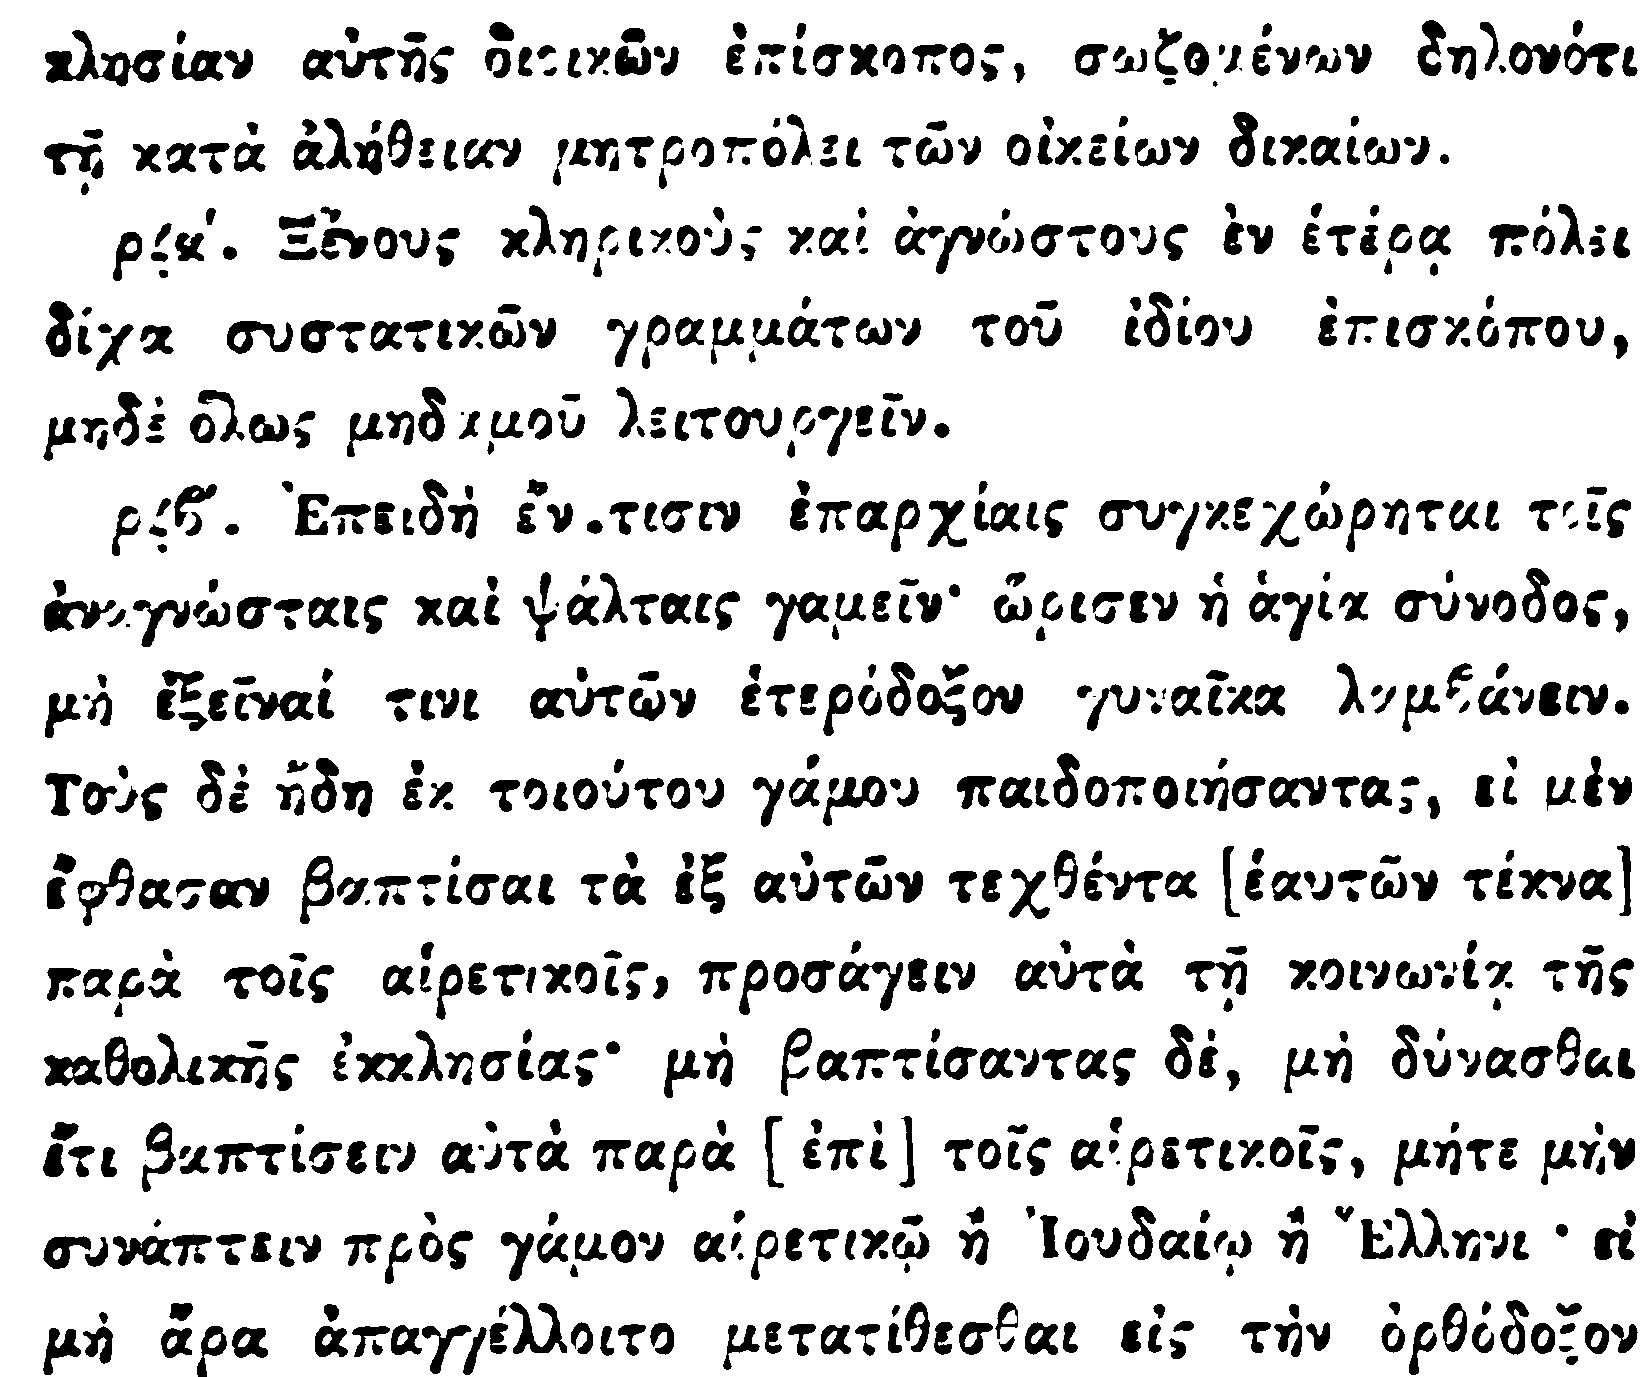 κλησίαν αὐτῆς διοικῶν ἐπίσκοπος, σωζομένων δηλονότι
τῇ κατὰ ἀλήθειαν μητροπόλει τῶν οἰκείων δικαίων.
ρϟα΄. Ξένους κληρικοὺς καὶ ἀγνώστους ἐν ἑτέρᾳ πόλει
δίχα συστατικῶν γραμμάτων τοῦ ἰδίου ἐπισκόπου,
μηδὲ ὅλως μηδαμοῦ λειτουργεῖν.
ρϟβ΄. Ἐπειδὴ ἔν.τισιν ἐπαρχίαις συγκεχώρηται τοῖς
ἀναγνώσταις καὶ ψάλταις γαμεῖν· ὥρισεν ἡ ἁγία σύνοδος,
μὴ ἐξεῖναί τινι αὐτῶν ἑτερόδοξον γυναῖκα λαμβάνειν.
Τοὺς δὲ ἤδη ἐκ τοιούτου γάμου παιδοποιήσαντας, εἰ μὲν
ἔφθασαν βαπτίσαι τὰ ἐξ αὐτῶν τεχθέντα [ἑαυτῶν τέκνα]
παρὰ τοῖς αἱρετικοῖς, προσάγειν αὐτὰ τῇ κοινωνίᾳ τῆς
καθολικῆς ἐκκλησίας· μὴ βαπτίσαντας δὲ, μὴ δύνασθαι
ἔτι βαπτίσειν αὐτὰ παρὰ [ ἐπὶ ] τοῖς αἱρετικοῖς, μήτε μὴν
συνάπτειν πρὸς γάμον αἱρετικῷ ἢ Ἰουδαίῳ ἢ Ἕλληνι · εἰ
μὴ ἄρα ἀπαγγέλλοιτο μετατίθεσθαι εἰς τὴν ὀρθόδοξον